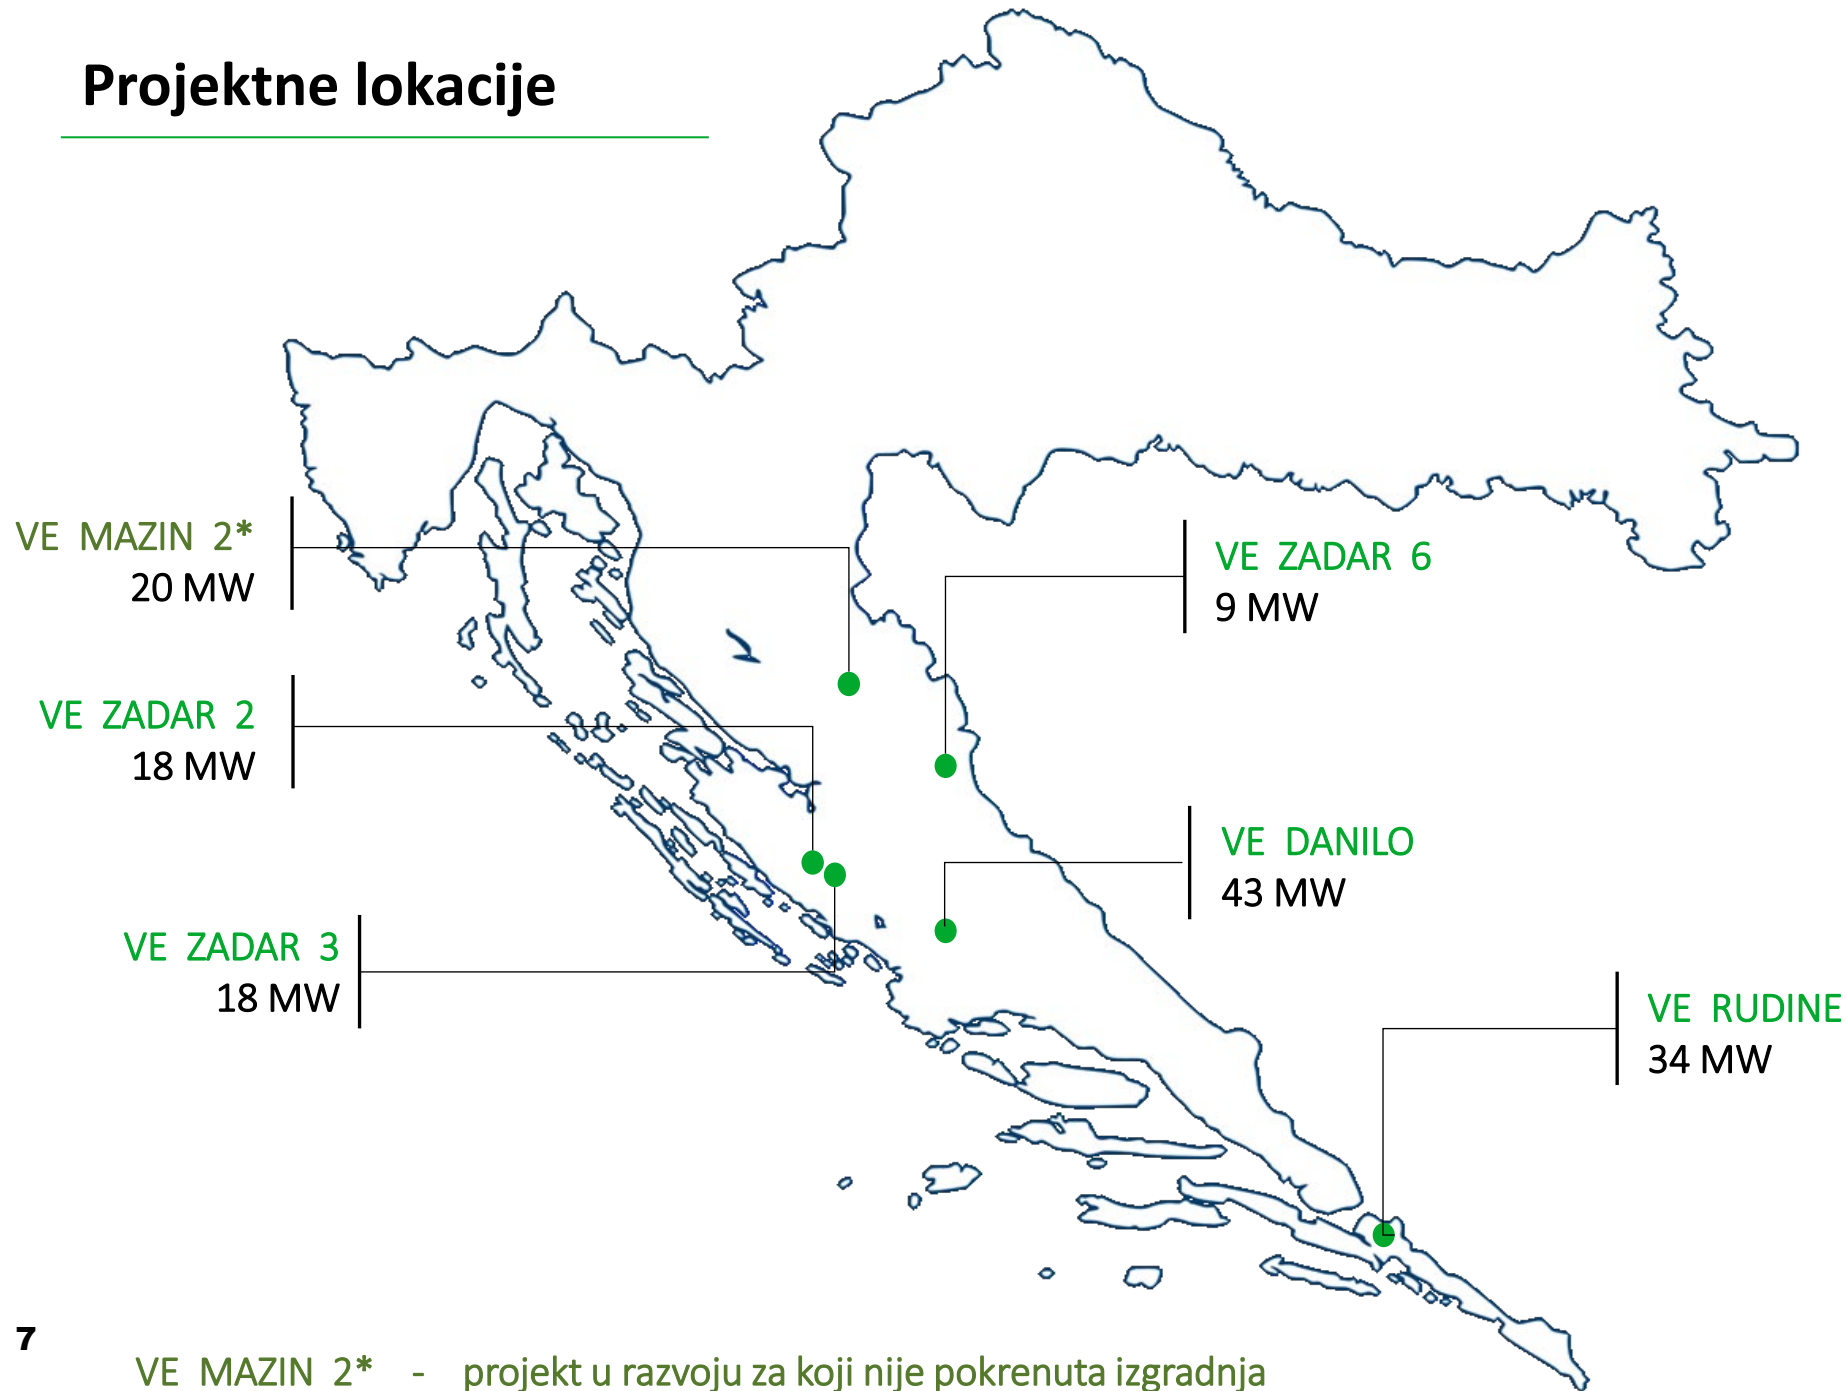 Projektne lokacije
VE MAZIN 2*
20 MW
VE ZADAR 6
9 MW
VE ZADAR 2
18 MW
VE DANILO
43 MW
VE ZADAR 3
18 MW
VE RUDINE
34 MW
7
VE MAZIN 2* - projekt u razvoju za koji nije pokrenuta izgradnja